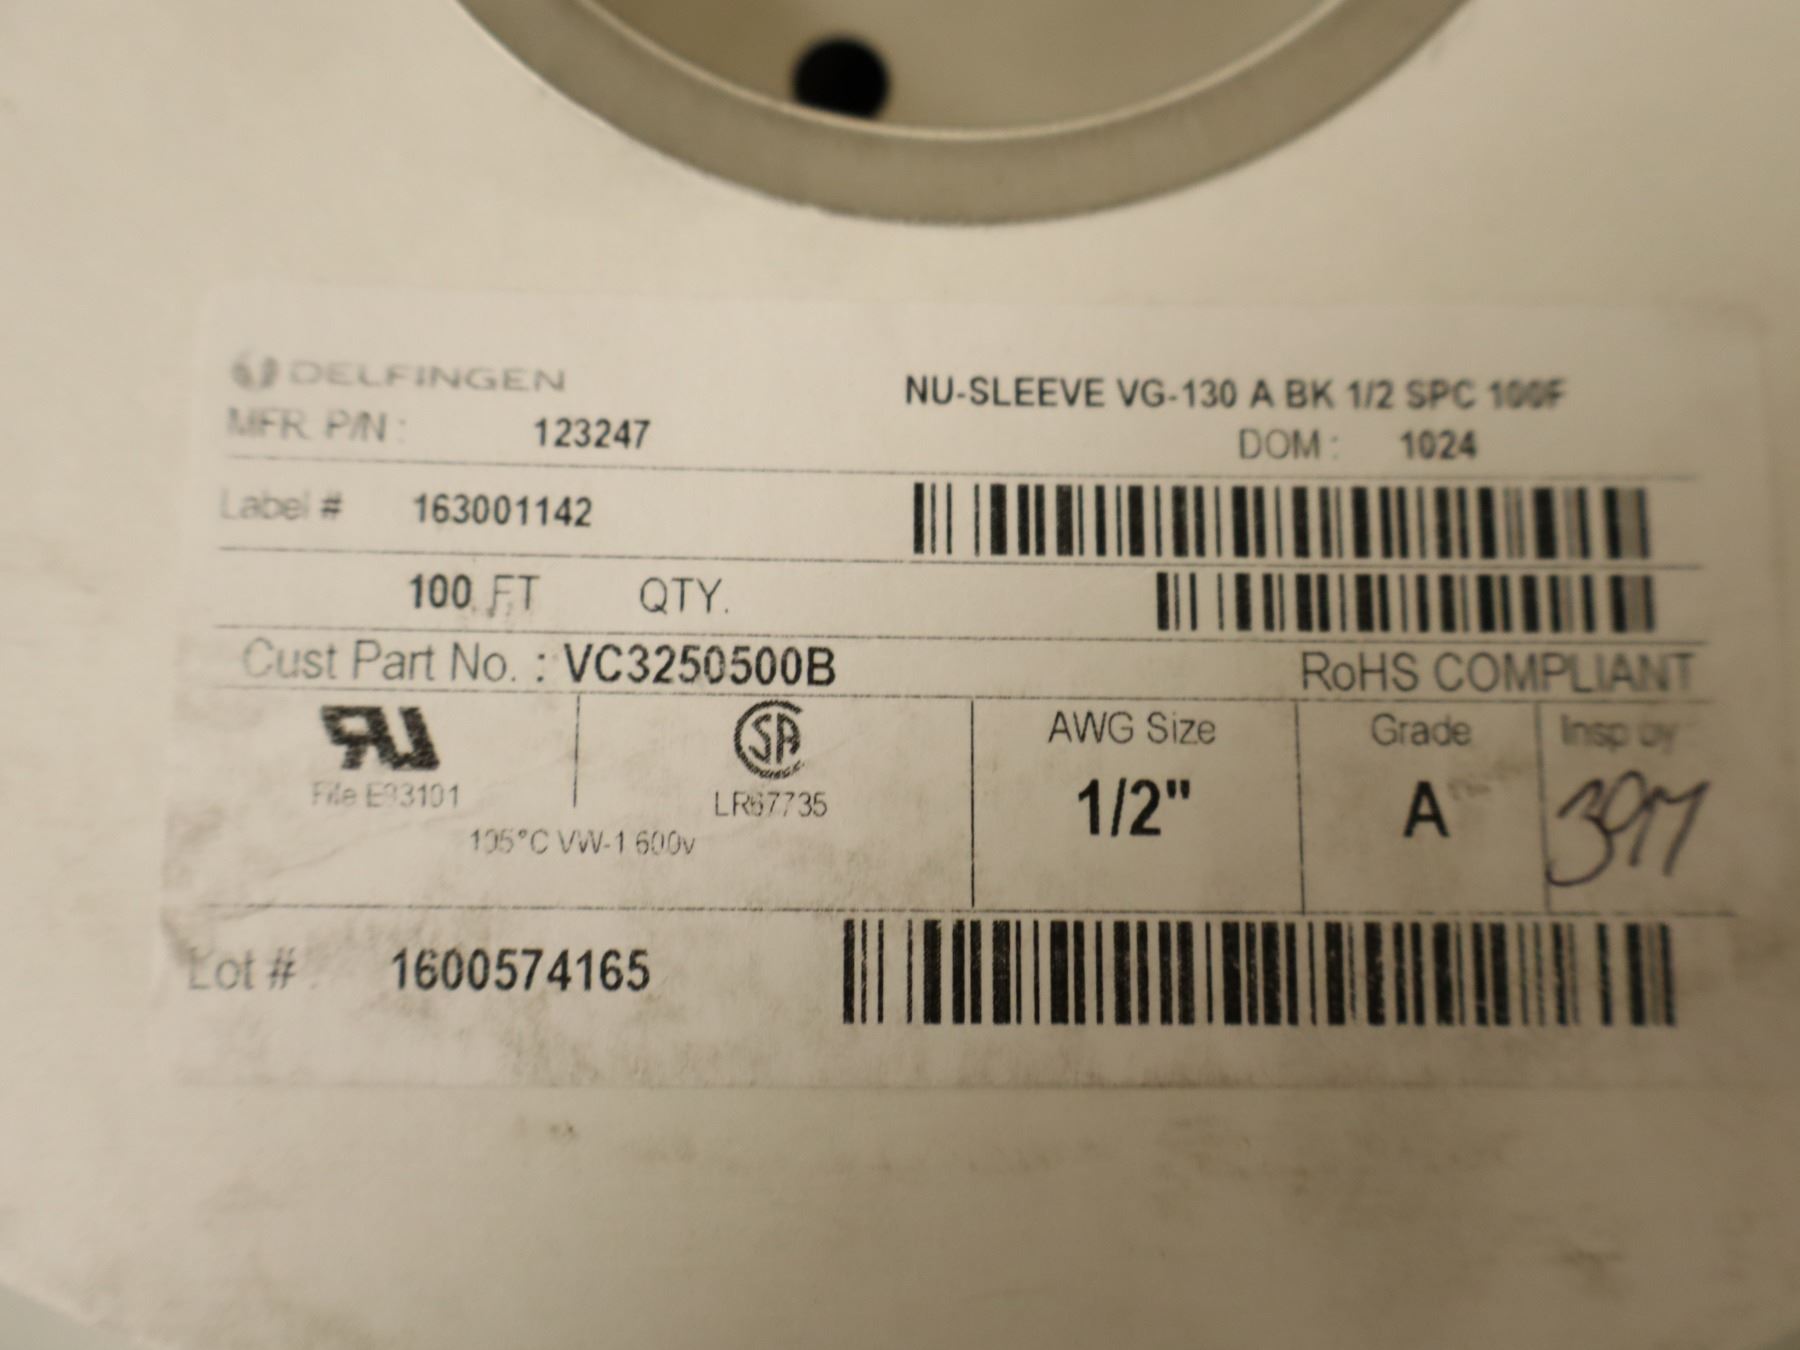 DELFINGEN
NU-SLEEVE VG-130 A BK 1/2 SPC 100F
MFR. P/N : 123247
DOM : 1024
Label # 163001142
100 FT QTY.
Cust Part No. : VC3250500B
RoHS COMPLIANT
File E93101
SA
LR67735
105°C VW-1 600v
AWG Size
1/2"
Grade
A
Insp by
Lot # 1600574165